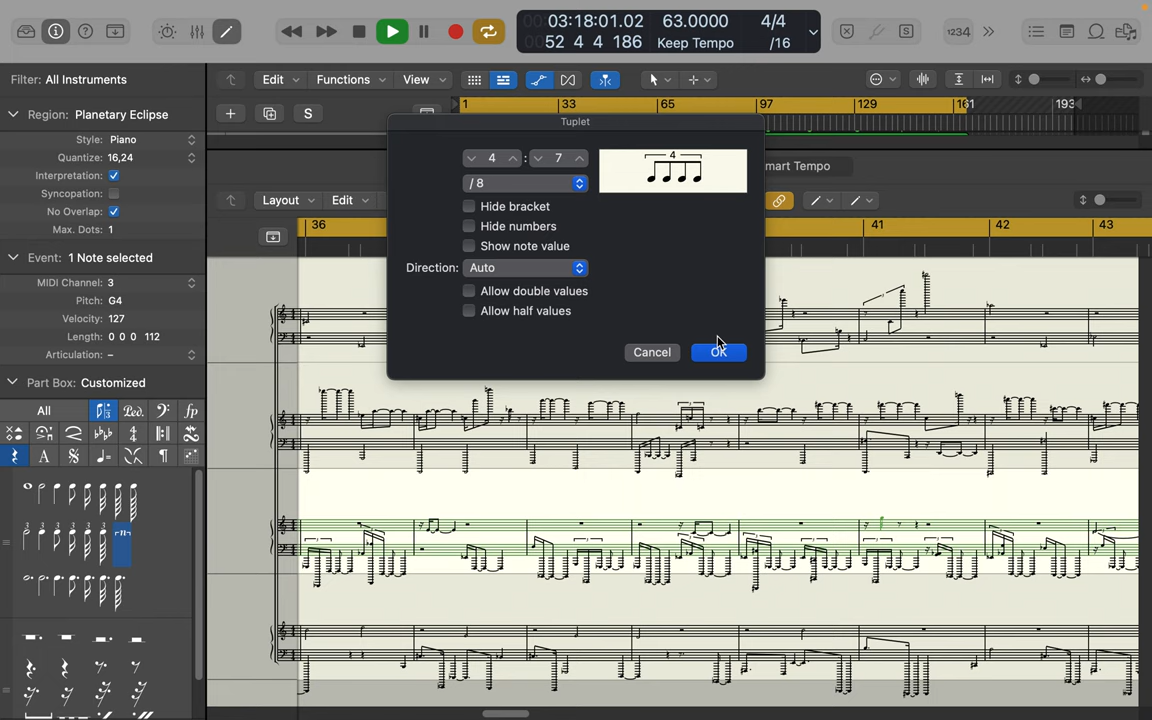 03:18:01.02 63.0000 4/4
52 4 4 186 Keep Tempo /16
1234
Filter: All Instruments
Edit Functions View
Region: Planetary Eclipse
S
1 33 65 97 129 161 193
Style: Piano
Quantize: 16,24
Interpretation:
Syncopation:
No Overlap:
Max. Dots: 1
Tuplet
4 : 7
4
/ 8
Hide bracket
Hide numbers
Show note value
Direction: Auto
Allow double values
Allow half values
Cancel OK
mart Tempo
Layout Edit
36 41 42 43
Event: 1 Note selected
MIDI Channel: 3
Pitch: G4
Velocity: 127
Length: 0 0 0 112
Articulation: –
Part Box: Customized
All